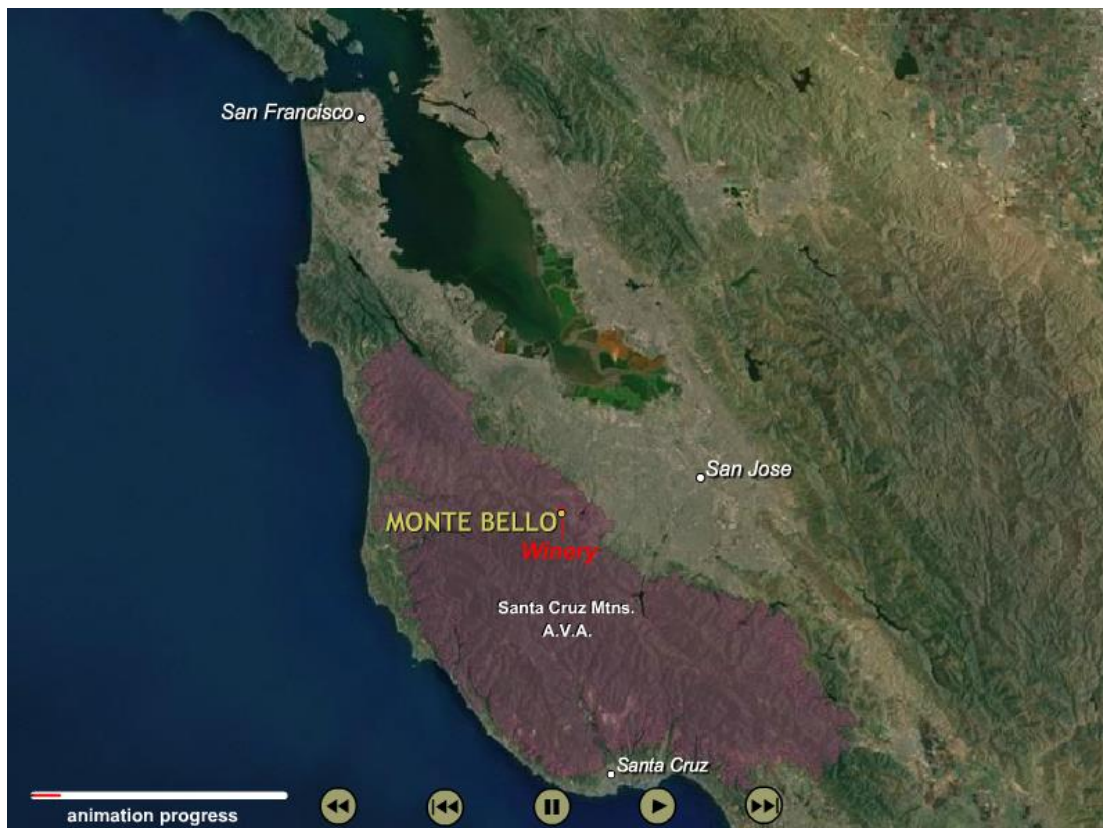 San Francisco
San Jose
MONTE BELLO
Winery
Santa Cruz Mtns.
A.V.A.
Santa Cruz
animation progress